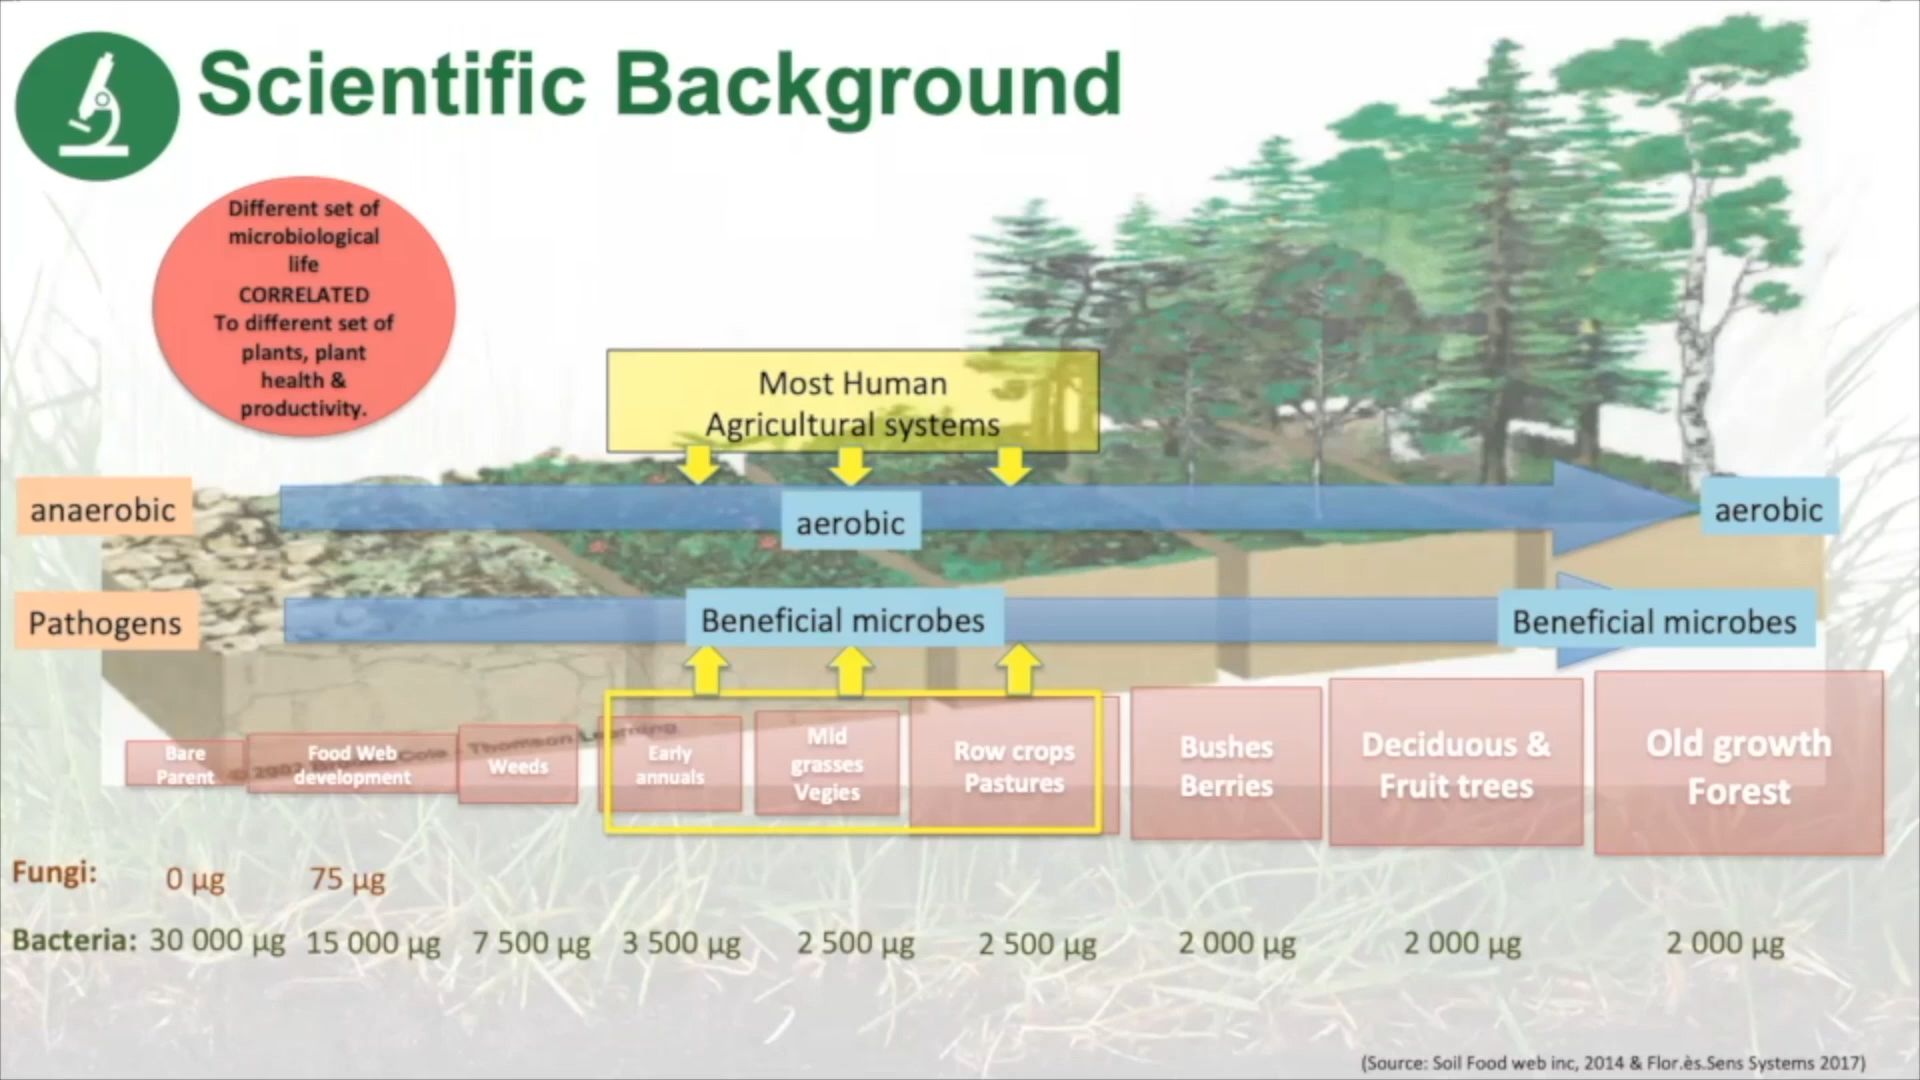 Scientific Background
Different set of
microbiological
life
CORRELATED
To different set of
plants, plant
health &
productivity.
Most Human
Agricultural systems
anaerobic
aerobic
aerobic
Pathogens
Beneficial microbes
Beneficial microbes
Bare
Parent
Food Web
development
Weeds
Early
annuals
Mid
grasses
Vegies
Row crops
Pastures
Bushes
Berries
Deciduous &
Fruit trees
Old growth
Forest
© 2002 Cole - Thomson Learning
Fungi: 0 µg 75 µg
Bacteria: 30 000 µg 15 000 µg 7 500 µg 3 500 µg 2 500 µg 2 500 µg 2 000 µg 2 000 µg 2 000 µg
(Source: Soil Food web inc, 2014 & Flor.ès.Sens Systems 2017)